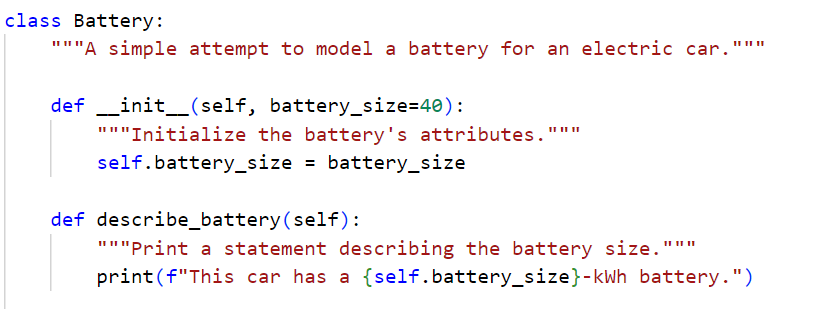 class Battery:
    """A simple attempt to model a battery for an electric car."""
    def __init__(self, battery_size=40):
        """Initialize the battery's attributes."""
        self.battery_size = battery_size
    def describe_battery(self):
        """Print a statement describing the battery size."""
        print(f"This car has a {self.battery_size}-kWh battery.")